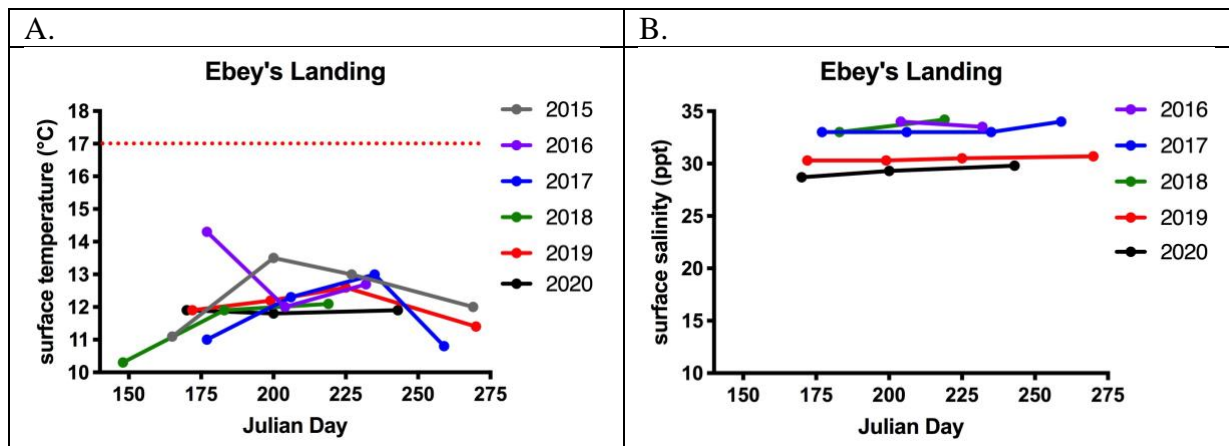 A.
Ebey's Landing
surface temperature (°C)
18
17
16
15
14
13
12
11
10
150 175 200 225 250 275
Julian Day
2015
2016
2017
2018
2019
2020
B.
Ebey's Landing
surface salinity (ppt)
35
30
25
20
15
10
150 175 200 225 250 275
Julian Day
2016
2017
2018
2019
2020